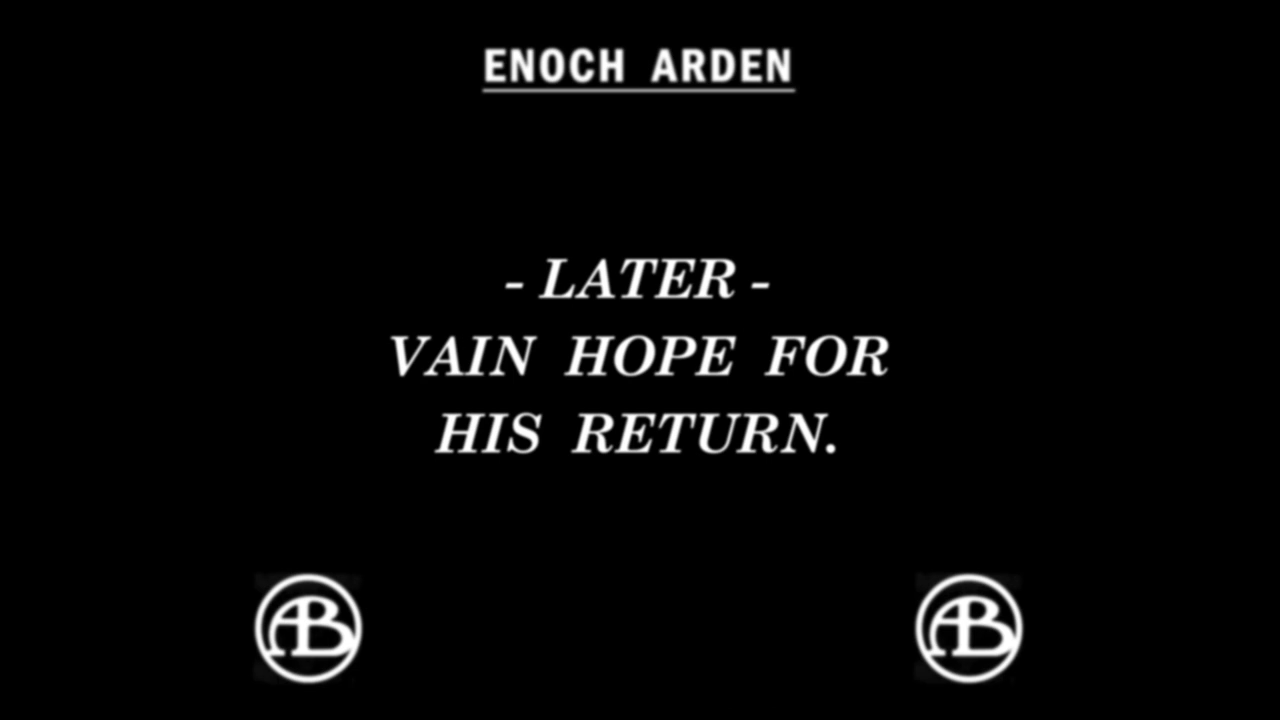 ENOCH ARDEN
- LATER -
VAIN HOPE FOR
HIS RETURN.
AB AB